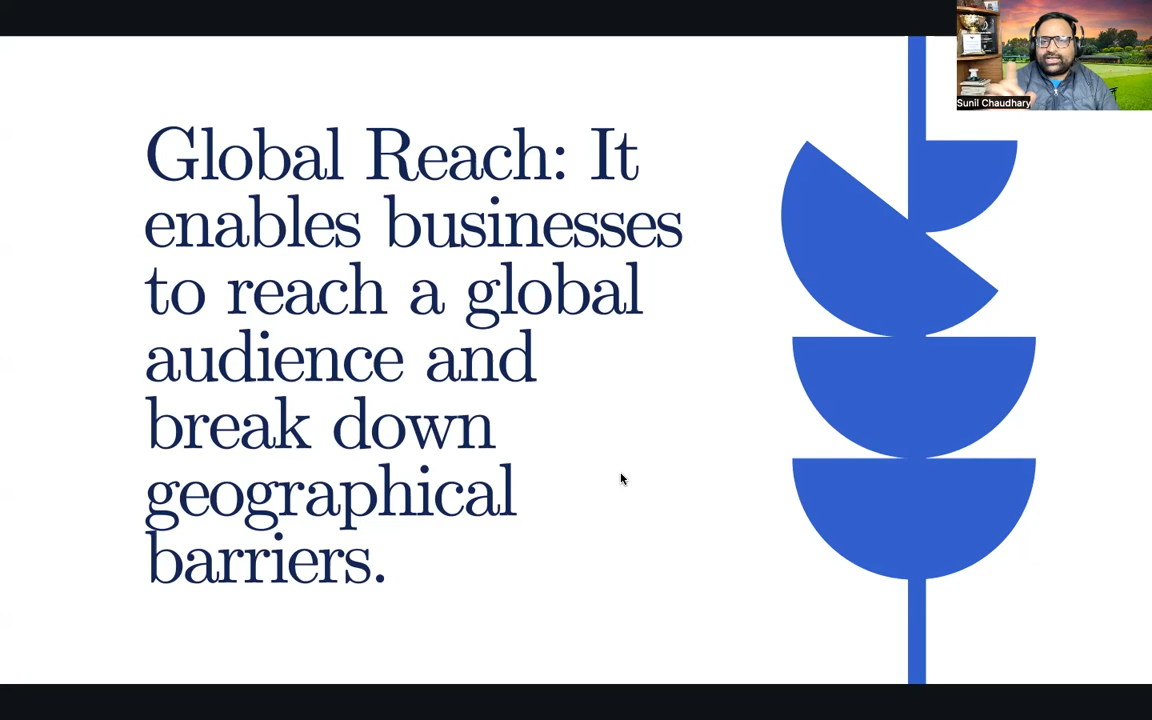 Global Reach: It
enables businesses
to reach a global
audience and
break down
geographical
barriers.
Sunil Chaudhary